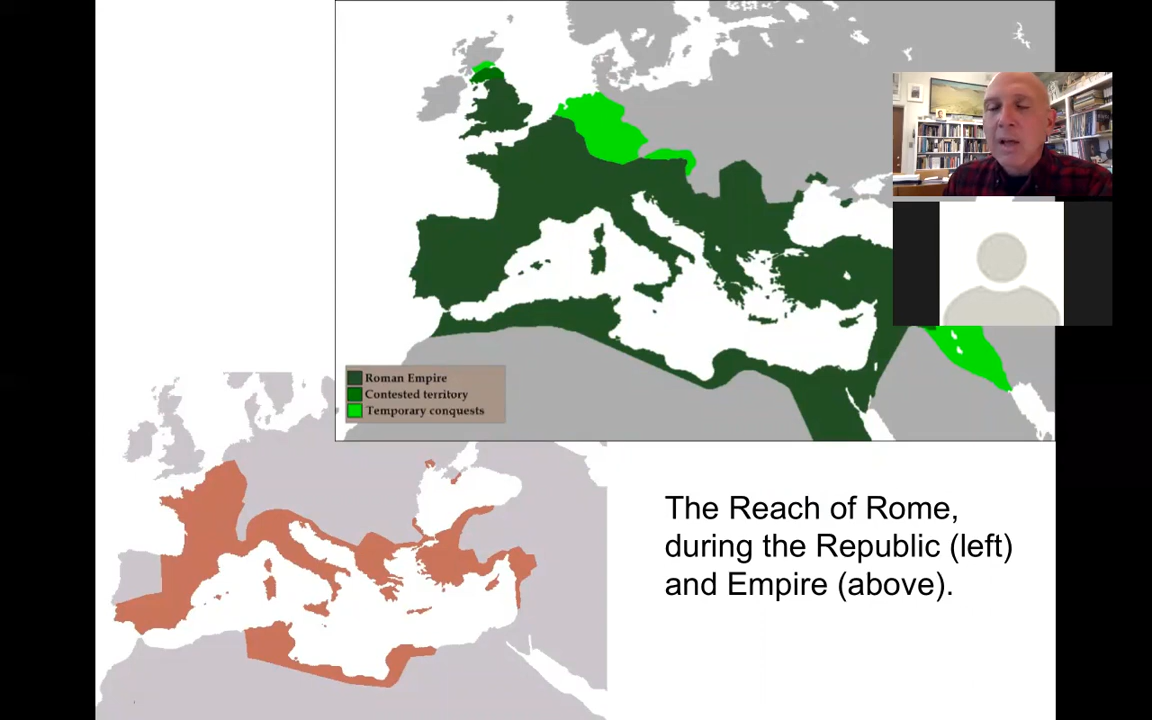 Roman Empire
Contested territory
Temporary conquests
The Reach of Rome,
during the Republic (left)
and Empire (above).